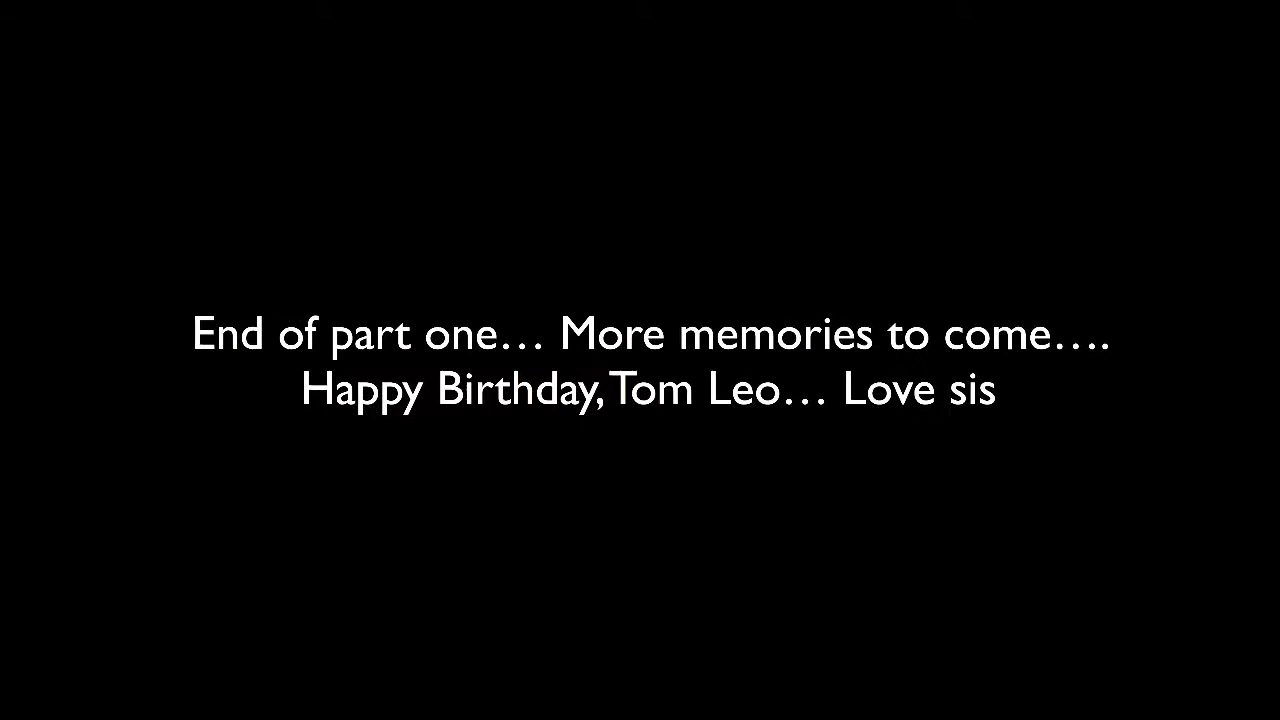 End of part one… More memories to come….
Happy Birthday, Tom Leo… Love sis